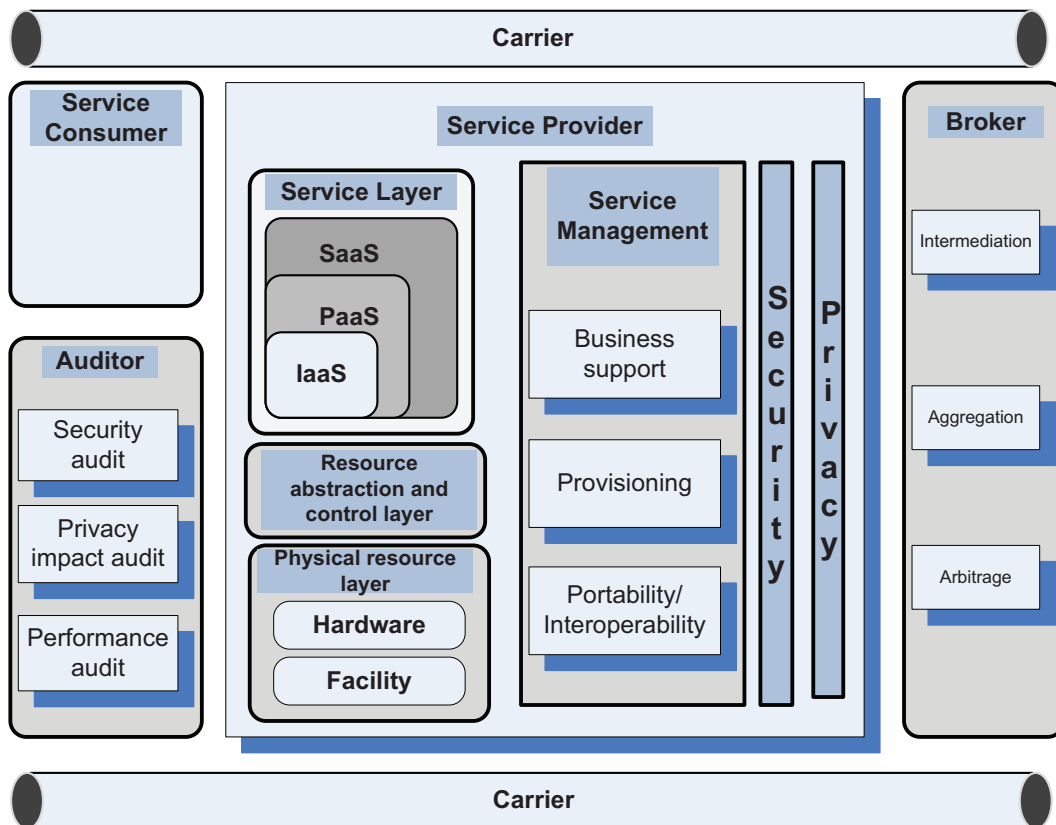 Carrier
Service
Consumer
Auditor
Security
audit
Privacy
impact audit
Performance
audit
Service Provider
Service Layer
SaaS
PaaS
IaaS
Resource
abstraction and
control layer
Physical resource
layer
Hardware
Facility
Service
Management
Business
support
Provisioning
Portability/
Interoperability
Security
Privacy
Broker
Intermediation
Aggregation
Arbitrage
Carrier